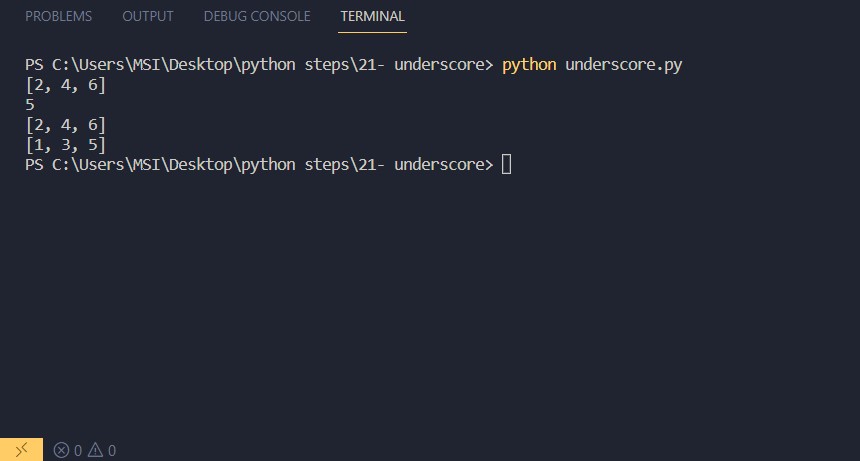 PROBLEMS OUTPUT DEBUG CONSOLE TERMINAL
PS C:\Users\MSI\Desktop\python steps\21- underscore> python underscore.py
[2, 4, 6]
5
[2, 4, 6]
[1, 3, 5]
PS C:\Users\MSI\Desktop\python steps\21- underscore>
0 0